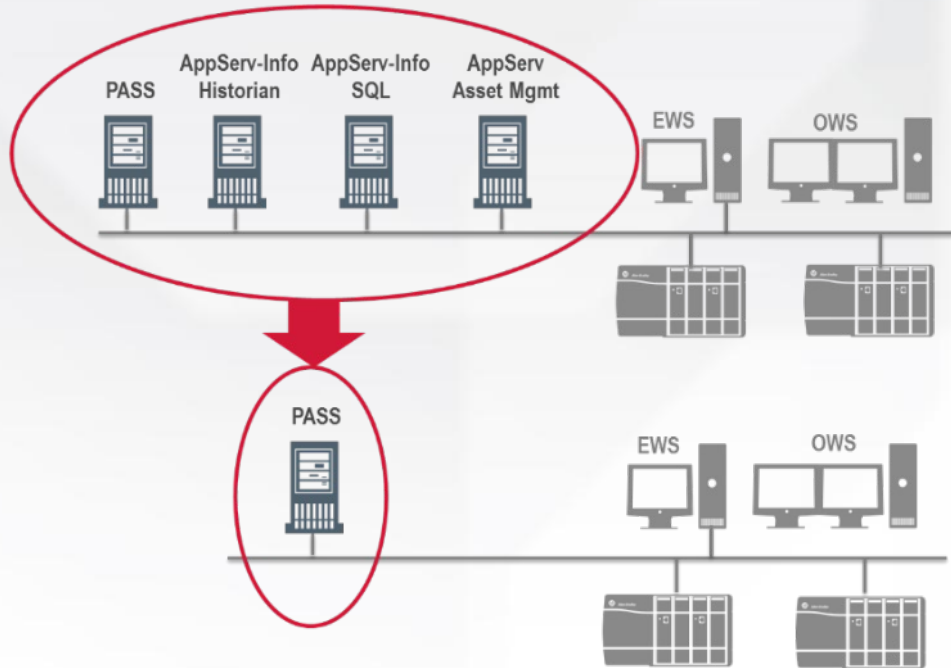 PASS
AppServ-Info
Historian
AppServ-Info
SQL
AppServ
Asset Mgmt
EWS
OWS
PASS
EWS
OWS